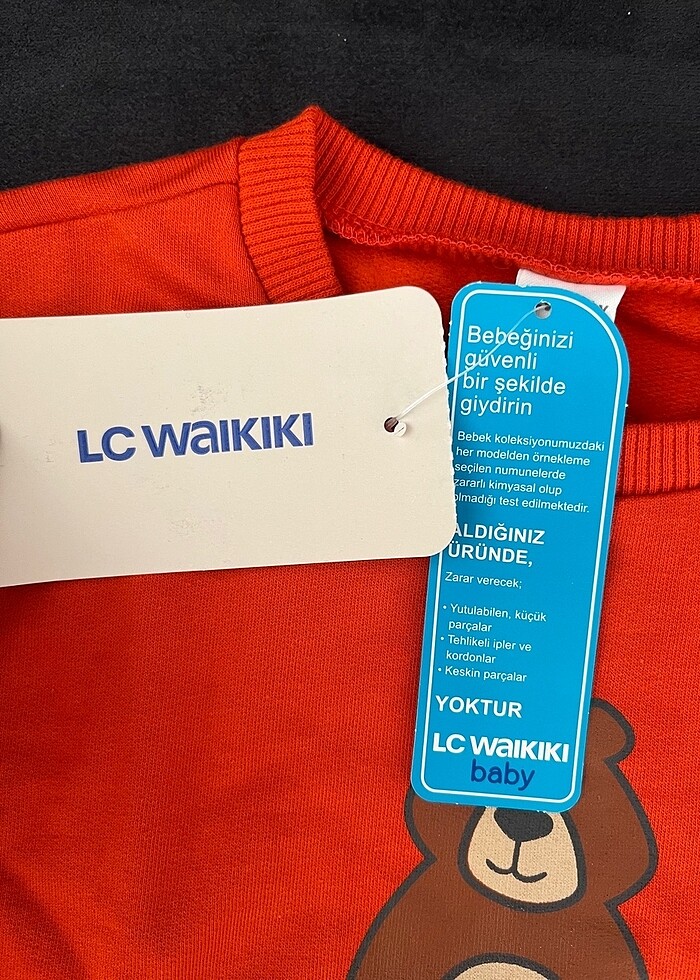 LC WAIKIKI
Bebeğinizi
güvenli
bir şekilde
giydirin
Bebek koleksiyonumuzdaki
her modelden örnekleme
seçilen numunelerde
zararlı kimyasal olup
olmadığı test edilmektedir.
ALDIĞINIZ
ÜRÜNDE,
Zarar verecek;
• Yutulabilen, küçük
parçalar
• Tehlikeli ipler ve
kordonlar
• Keskin parçalar
YOKTUR
LC WAIKIKI
baby